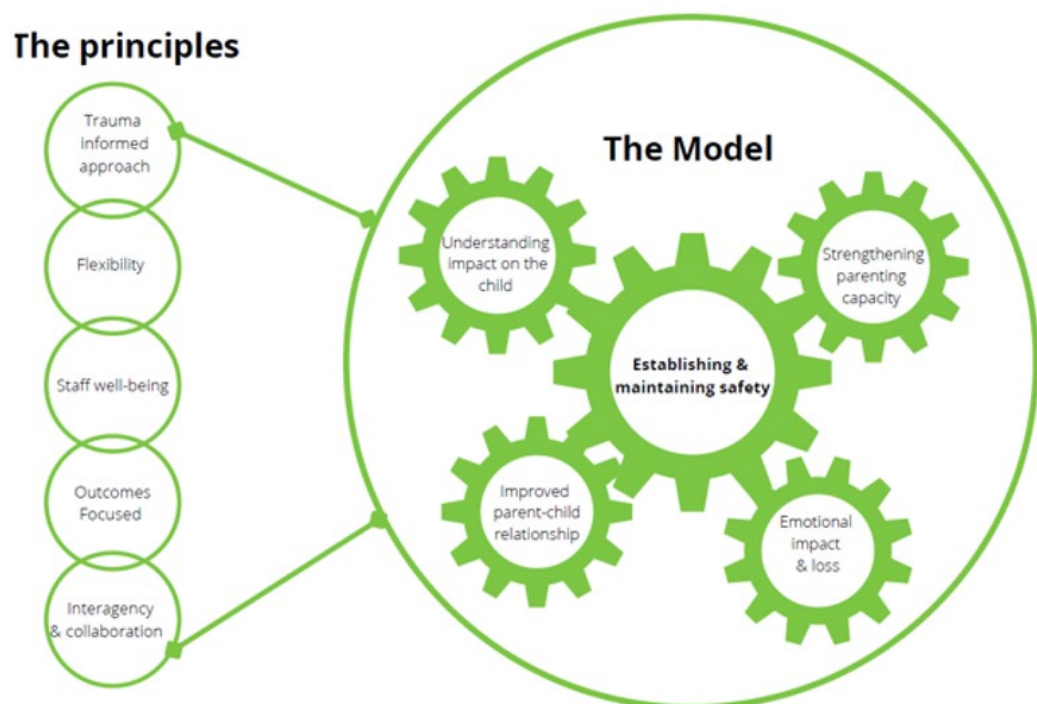 The principles
Trauma
informed
approach
Flexibility
Staff well-being
Outcomes
Focused
Interagency
& collaboration
The Model
Understanding
impact on the
child
Strengthening
parenting
capacity
Establishing &
maintaining safety
Improved
parent-child
relationship
Emotional
impact
& loss